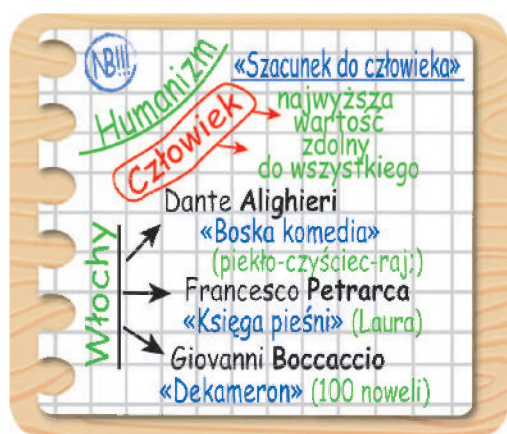 NB!!!
Humanizm
«Szacunek do człowieka»
Człowiek
najwyższa
wartość
zdolny
do wszystkiego
Włochy
Dante Alighieri
«Boska komedia»
(piekło-czyściec-raj;)
Francesco Petrarca
«Księga pieśni» (Laura)
Giovanni Boccaccio
«Dekameron» (100 noweli)